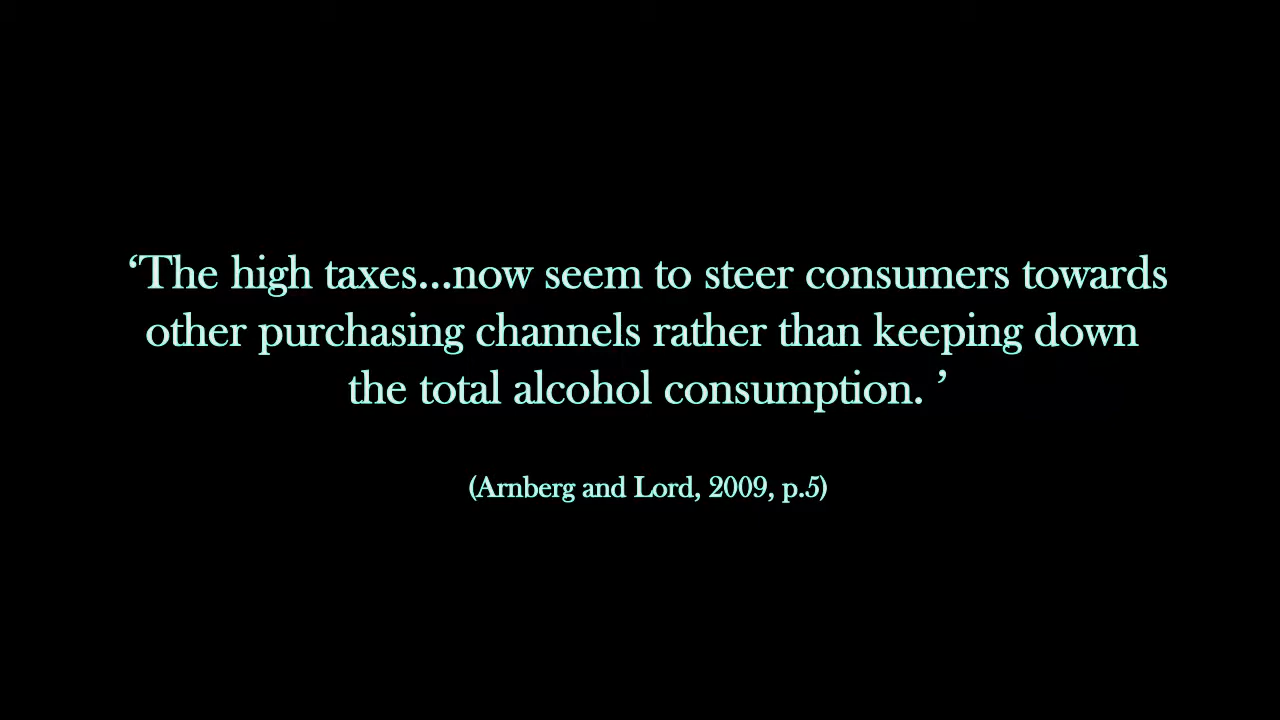 ‘The high taxes...now seem to steer consumers towards
other purchasing channels rather than keeping down
the total alcohol consumption. ’
(Arnberg and Lord, 2009, p.5)